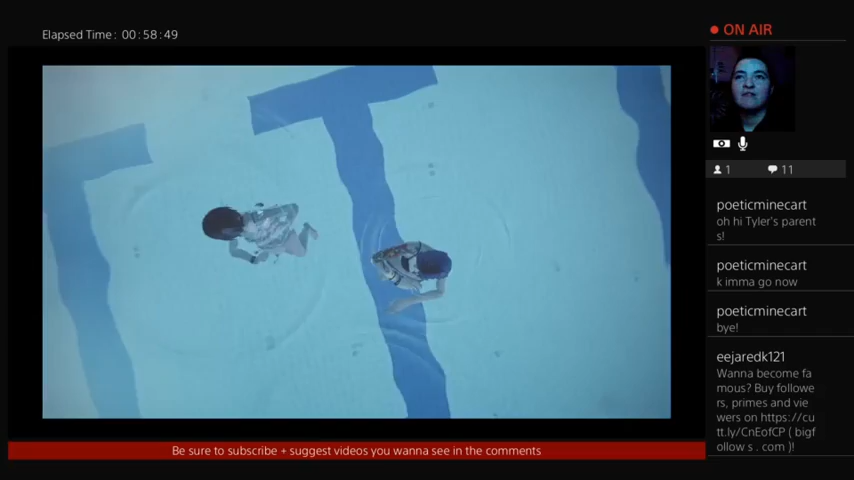 Elapsed Time: 00:58:49
ON AIR
1
11
poeticminecart
oh hi Tyler's parent
s!
poeticminecart
k imma go now
poeticminecart
bye!
eejaredk121
Wanna become fa
mous? Buy followe
rs, primes and vie
wers on https://cu
tt.ly/CnEofCP ( bigf
ollow s . com )!
Be sure to subscribe + suggest videos you wanna see in the comments